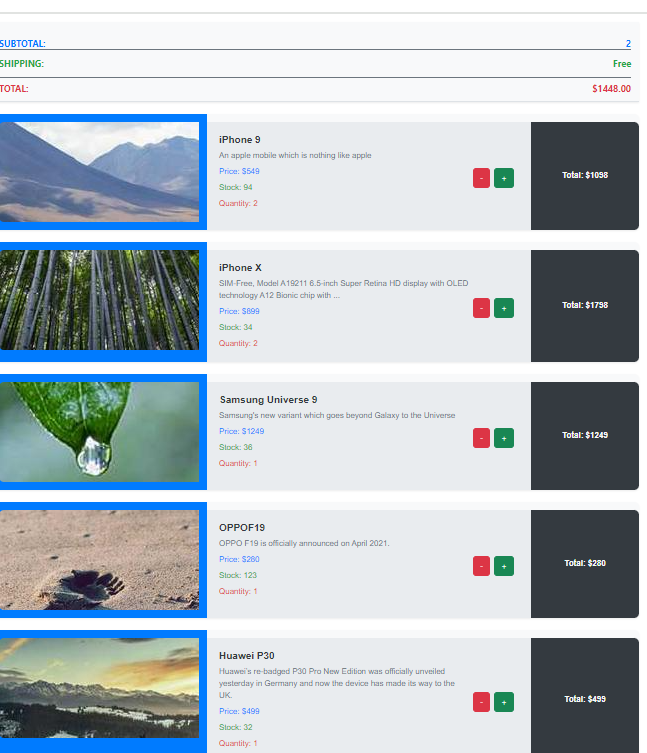 SUBTOTAL: 2
SHIPPING: Free
TOTAL: $1448.00
iPhone 9
An apple mobile which is nothing like apple
Price: $549
Stock: 94
Quantity: 2
- +
Total: $1098
iPhone X
SIM-Free, Model A19211 6.5-inch Super Retina HD display with OLED
technology A12 Bionic chip with ...
Price: $899
Stock: 34
Quantity: 2
- +
Total: $1798
Samsung Universe 9
Samsung's new variant which goes beyond Galaxy to the Universe
Price: $1249
Stock: 36
Quantity: 1
- +
Total: $1249
OPPOF19
OPPO F19 is officially announced on April 2021.
Price: $280
Stock: 123
Quantity: 1
- +
Total: $280
Huawei P30
Huawei's re-badged P30 Pro New Edition was officially unveiled
yesterday in Germany and now the device has made its way to the
UK.
Price: $499
Stock: 32
Quantity: 1
- +
Total: $499